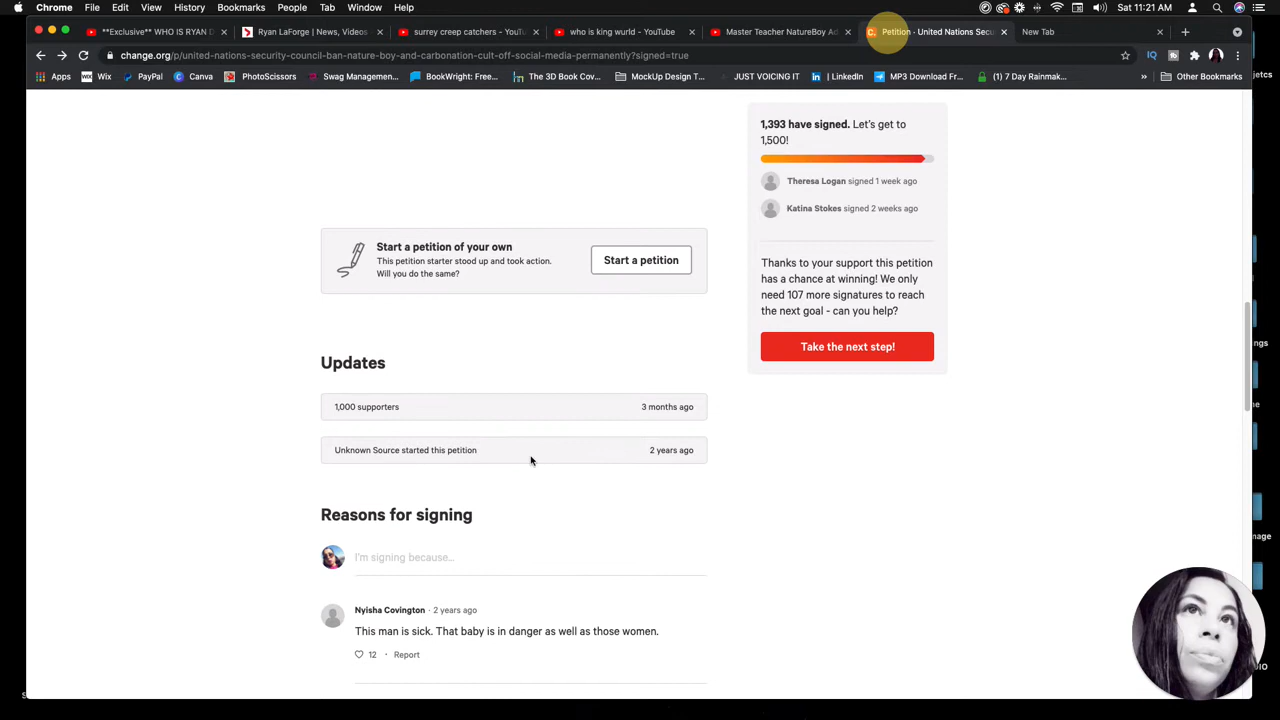 Chrome File Edit View History Bookmarks People Tab Window Help Sat 11:21 AM
**Exclusive** WHO IS RYAN D
Ryan LaForge | News, Videos
surrey creep catchers - YouTu
who is king wurld - YouTube
Master Teacher NatureBoy Ad
Petition · United Nations Secu
New Tab
change.org/p/united-nations-security-council-ban-nature-boy-and-carbonation-cult-off-social-media-permanently?signed=true
Apps Wix PayPal Canva PhotoScissors Swag Managemen... BookWright: Free... The 3D Book Cov... MockUp Design T... JUST VOICING IT LinkedIn MP3 Download Fr... (1) 7 Day Rainmak... » Other Bookmarks
1,393 have signed. Let's get to
1,500!
Theresa Logan signed 1 week ago
Katina Stokes signed 2 weeks ago
Start a petition of your own
This petition starter stood up and took action.
Will you do the same?
Start a petition
Thanks to your support this petition
has a chance at winning! We only
need 107 more signatures to reach
the next goal - can you help?
Take the next step!
Updates
1,000 supporters 3 months ago
Unknown Source started this petition 2 years ago
Reasons for signing
I'm signing because...
Nyisha Covington · 2 years ago
This man is sick. That baby is in danger as well as those women.
12 · Report